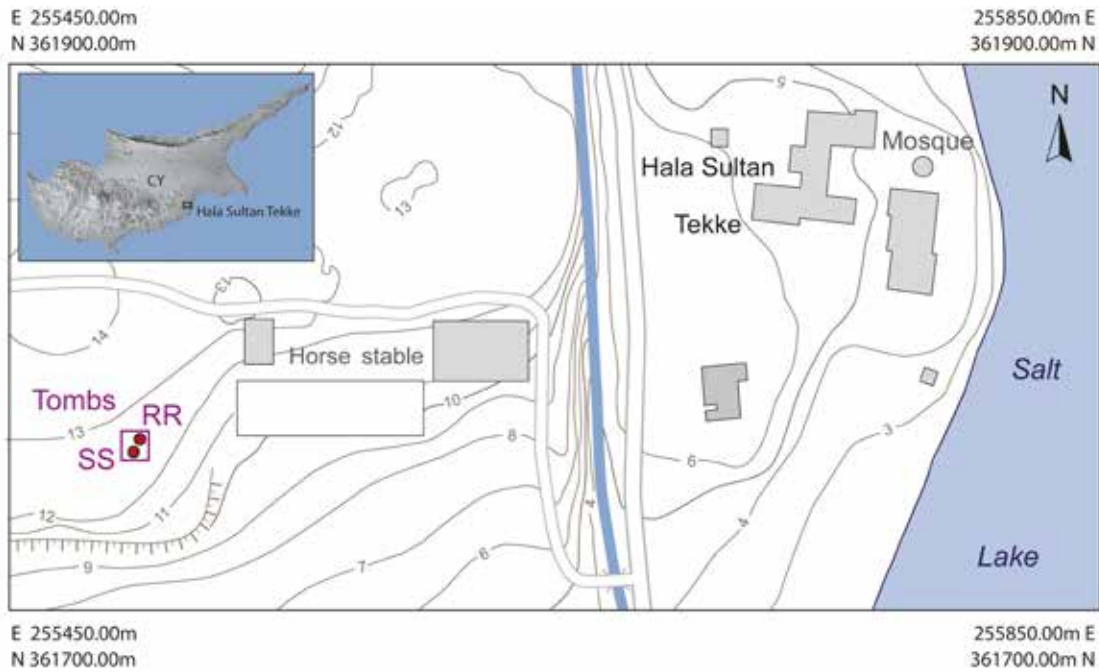 E 255450.00m
N 361900.00m
255850.00m E
361900.00m N
CY
Hala Sultan Tekke
12
13
13
14
5
Hala Sultan
Tekke
Mosque
N
Horse stable
10
Tombs
RR
SS
13
12
11
9
8
7
6
4
6
4
3
Salt
Lake
E 255450.00m
N 361700.00m
255850.00m E
361700.00m N